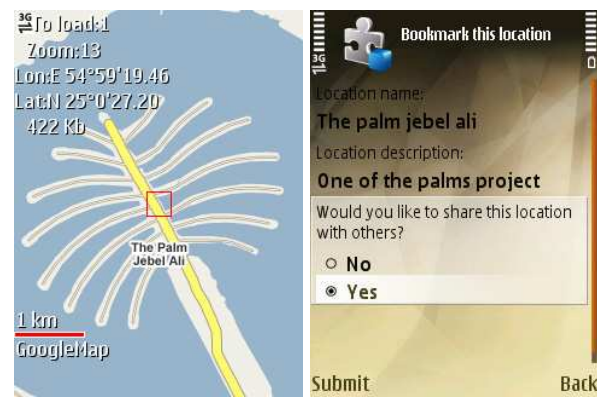 3G
To load:1
Zoom:13
Lon:E 54°59'19.46
Lat:N 25°0'27.20
422 Kb
The Palm
Jebel Ali
1 km
GoogleMap
3G
Bookmark this location
Location name:
The palm jebel ali
Location description:
One of the palms project
Would you like to share this location
with others?
No
Yes
Submit
Back